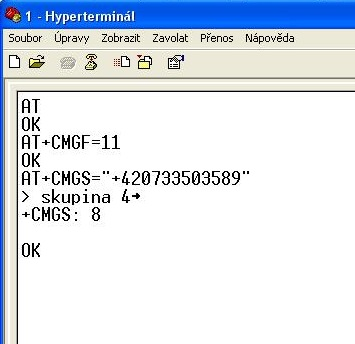 1 - Hyperterminál
Soubor Úpravy Zobrazit Zavolat Přenos Nápověda
AT
OK
AT+CMGF=11
OK
AT+CMGS="+420733503589"
> skupina 4→
+CMGS: 8
OK